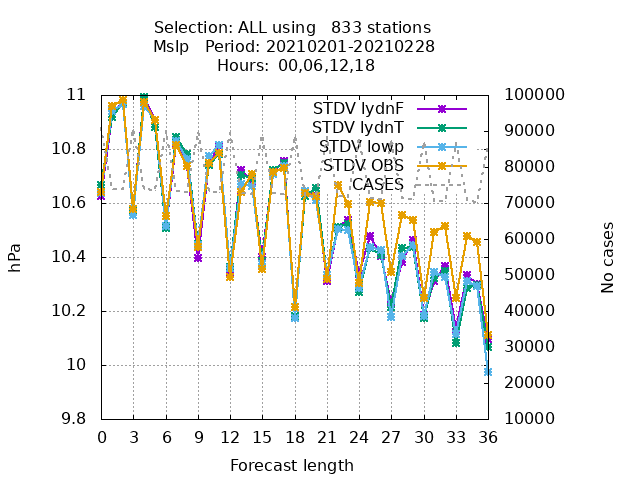 Selection: ALL using   833 stations
Mslp   Period: 20210201-20210228
Hours: 00,06,12,18
STDV lydnF
STDV lydnT
STDV lowp
STDV OBS
CASES
11
10.8
10.6
10.4
10.2
10
9.8
hPa
100000
90000
80000
70000
60000
50000
40000
30000
20000
10000
No cases
0 3 6 9 12 15 18 21 24 27 30 33 36
Forecast length